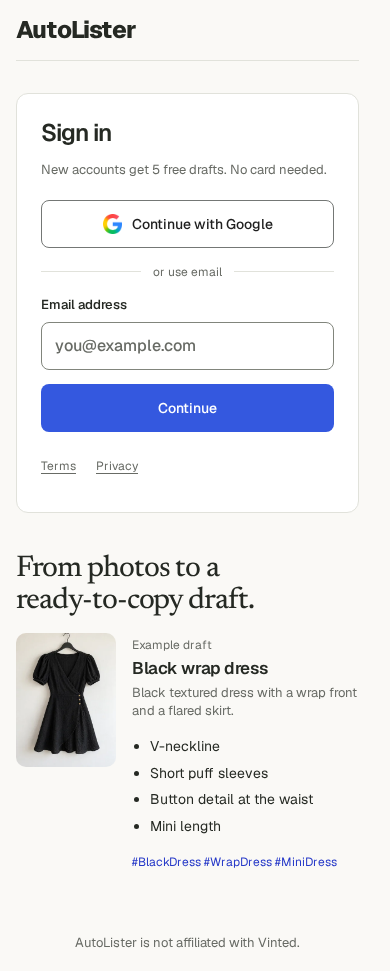 AutoLister
Sign in
New accounts get 5 free drafts. No card needed.
Continue with Google
or use email
Email address
you@example.com
Continue
Terms Privacy
From photos to a
ready-to-copy draft.
Example draft
Black wrap dress
Black textured dress with a wrap front
and a flared skirt.
• V-neckline
• Short puff sleeves
• Button detail at the waist
• Mini length
#BlackDress #WrapDress #MiniDress
AutoLister is not affiliated with Vinted.